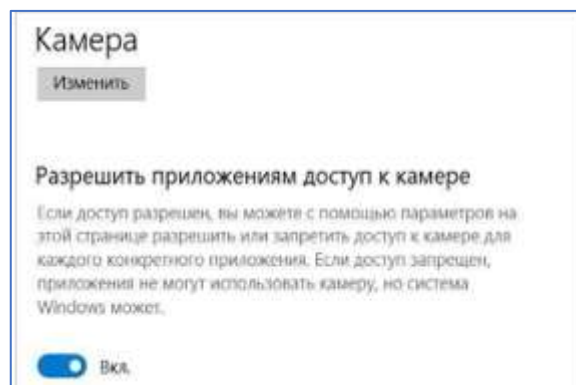 Камера
Изменить
Разрешить приложениям доступ к камере
Если доступ разрешен, вы можете с помощью параметров на
этой странице разрешить или запретить доступ к камере для
каждого конкретного приложения. Если доступ запрещен,
приложения не могут использовать камеру, но система
Windows может.
Вкл.